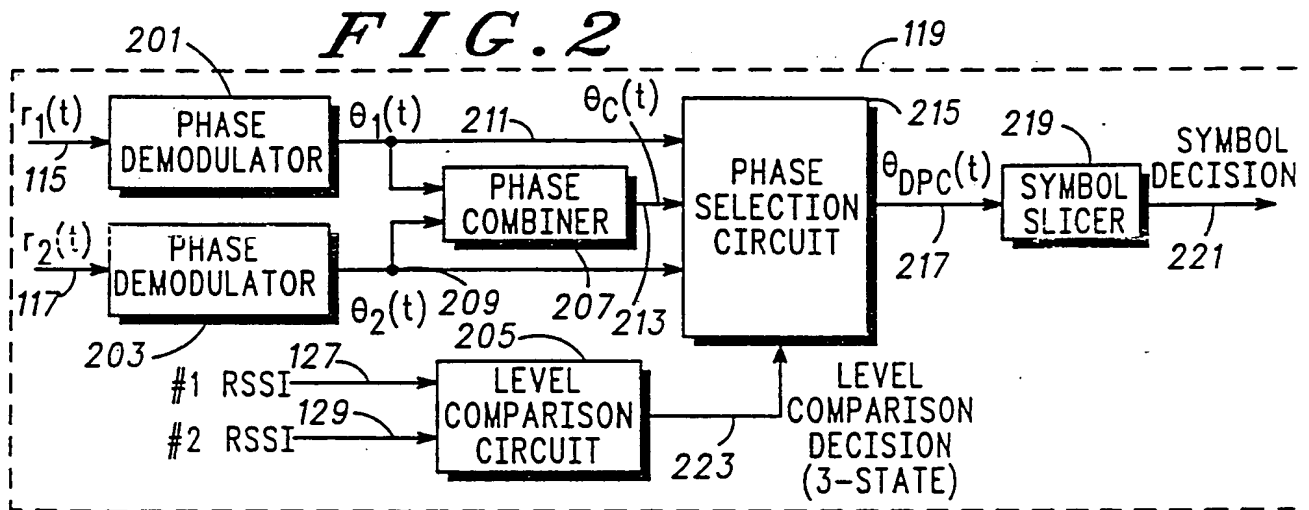 FIG.2
201
119
r₁(t)
115
PHASE
DEMODULATOR
θ₁(t)
211
θ_C(t)
215
PHASE
COMBINER
PHASE
SELECTION
CIRCUIT
θ_DPC(t)
217
219
SYMBOL
SLICER
SYMBOL
DECISION
221
r₂(t)
117
PHASE
DEMODULATOR
203
θ₂(t)
209
207
213
205
#1 RSSI
127
#2 RSSI
129
LEVEL
COMPARISON
CIRCUIT
223
LEVEL
COMPARISON
DECISION
(3-STATE)